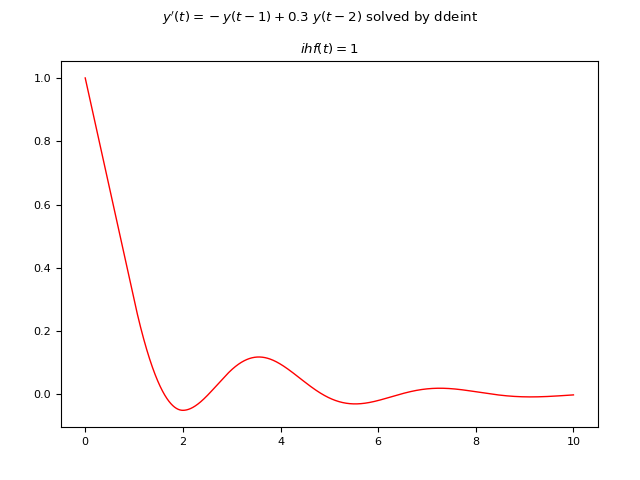 y′(t) = − y(t − 1) + 0.3 y(t − 2) solved by ddeint
ihf(t) = 1
1.0
0.8
0.6
0.4
0.2
0.0
0 2 4 6 8 10